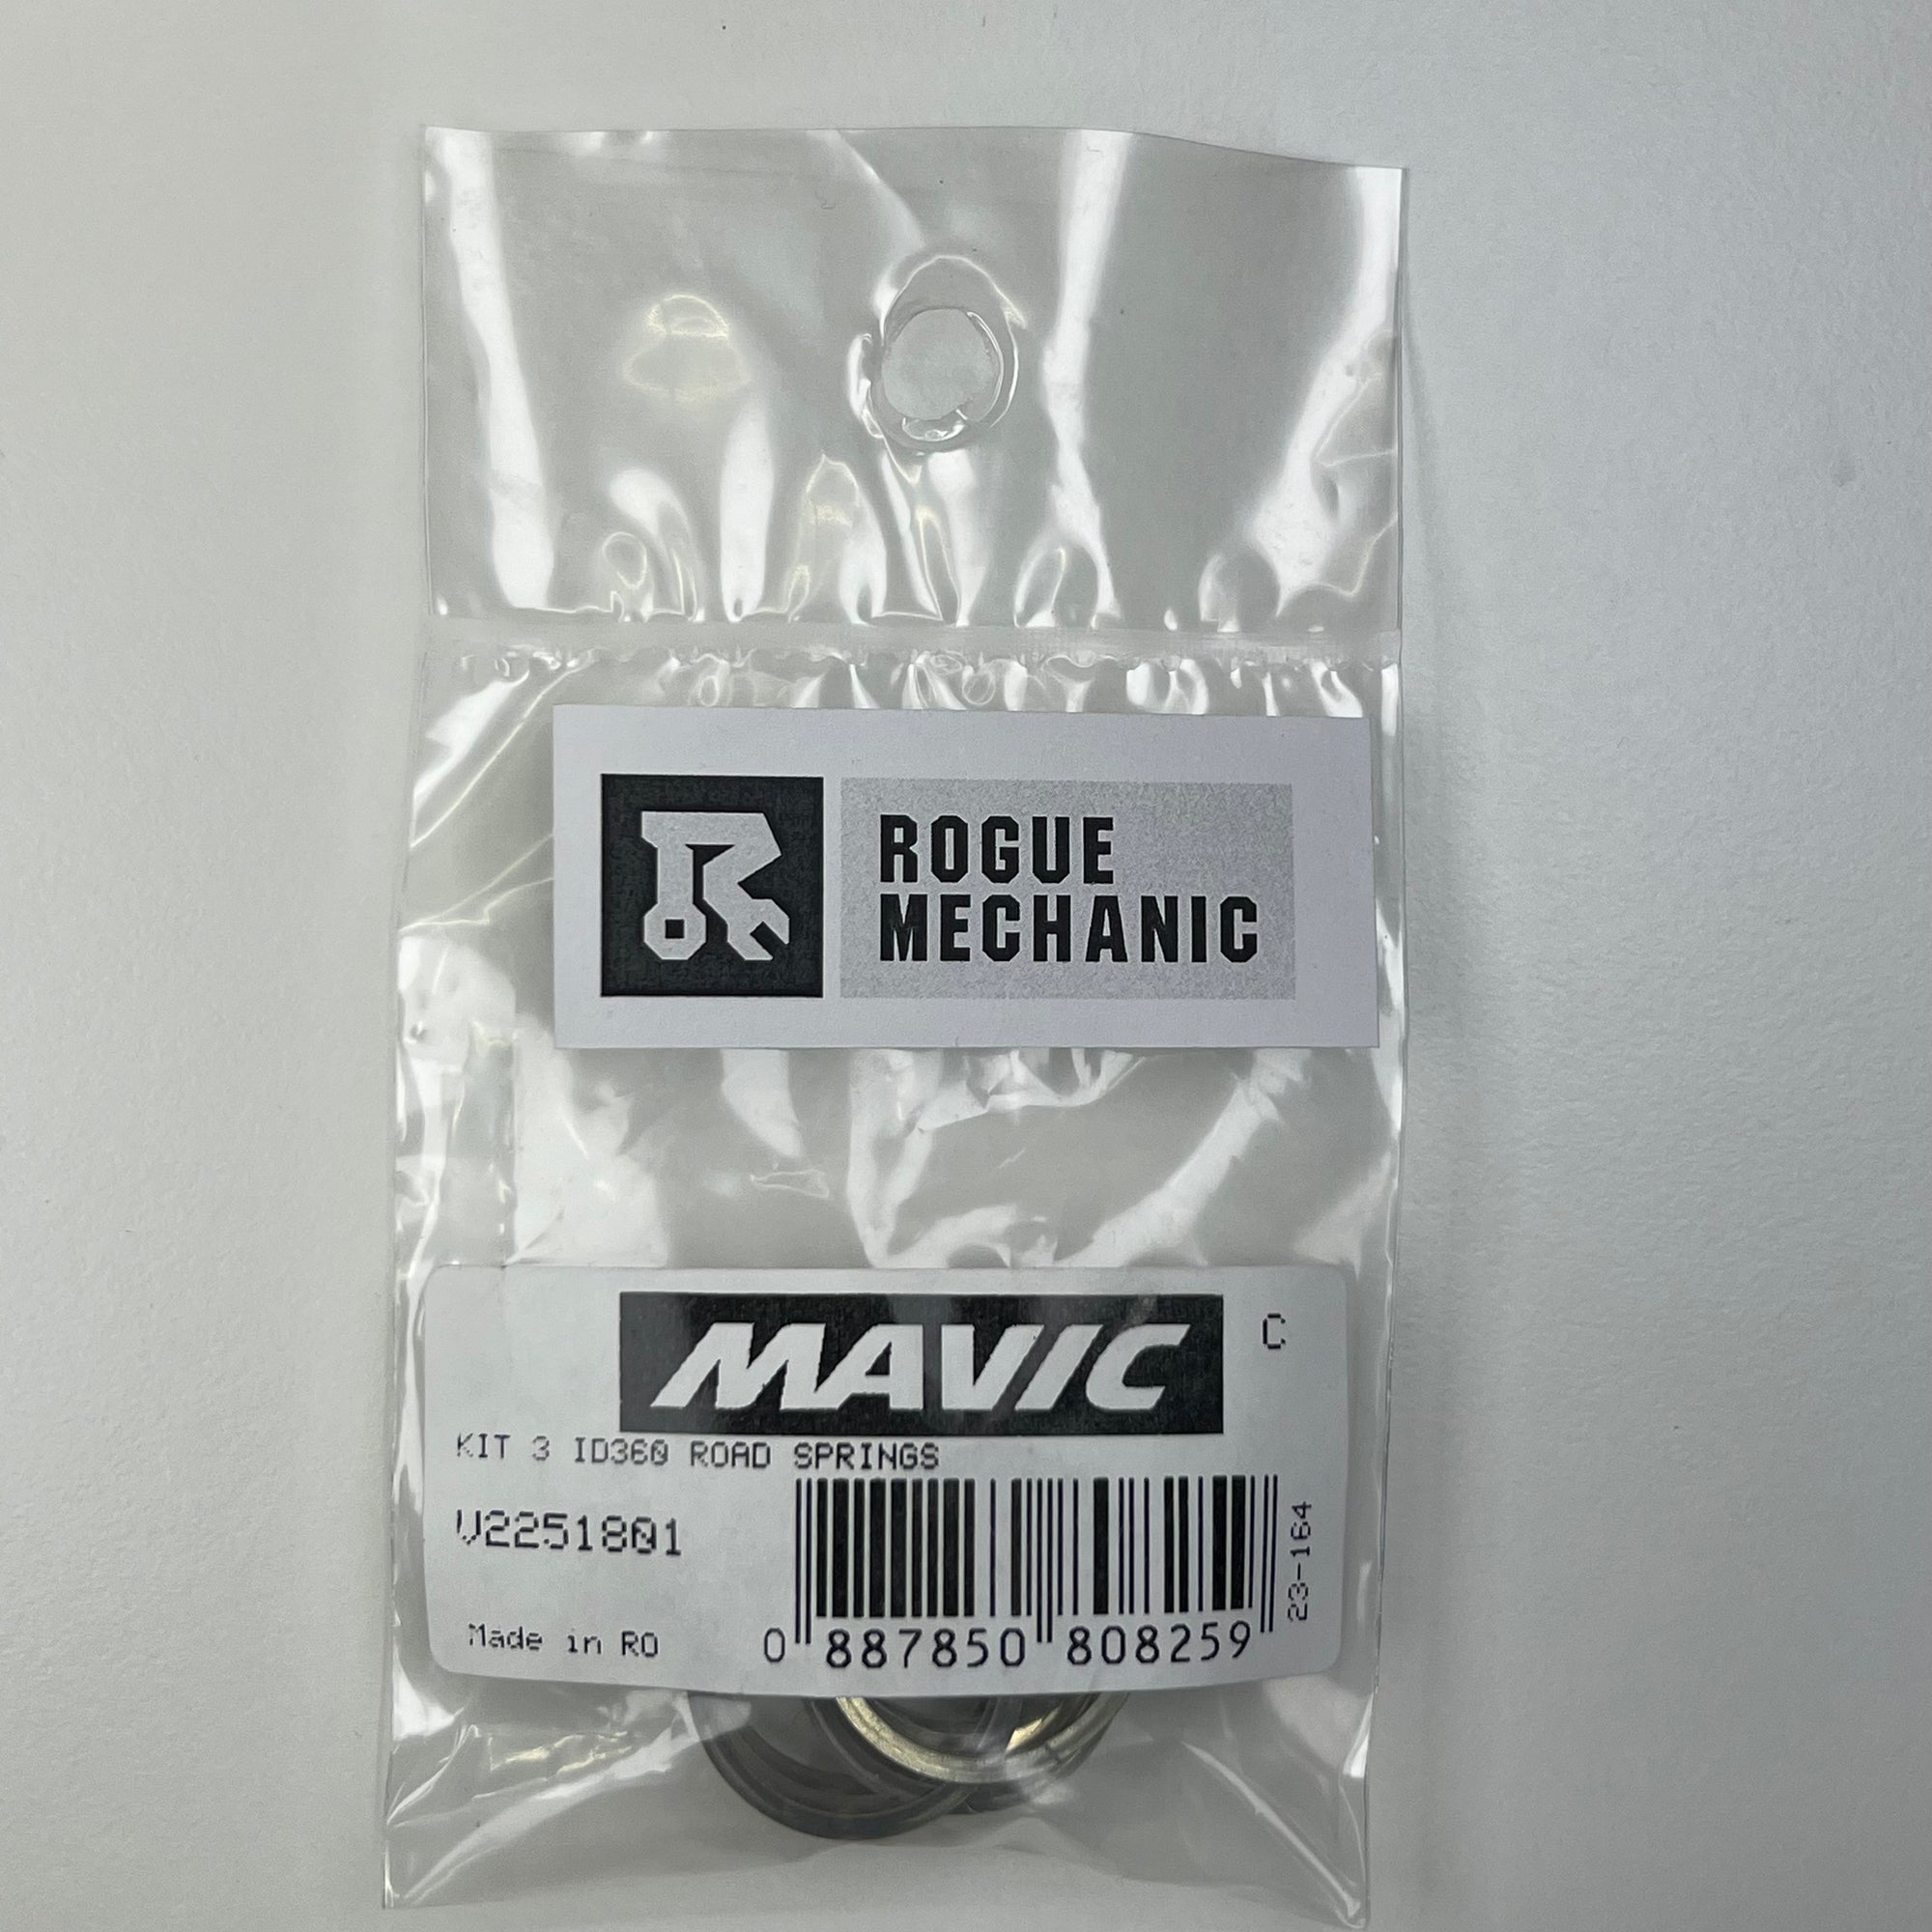 ROGUE
MECHANIC
MAVIC
C
KIT 3 ID360 ROAD SPRINGS
V2251801
23-164
Made in RO
0 887850 808259